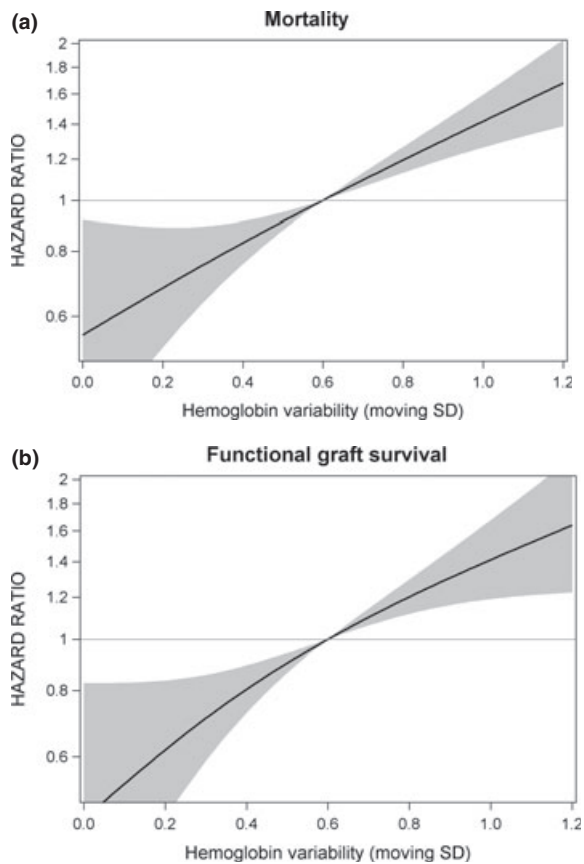 (a)
Mortality
HAZARD RATIO
2
1.8
1.6
1.4
1.2
1
0.8
0.6
0.0 0.2 0.4 0.6 0.8 1.0 1.2
Hemoglobin variability (moving SD)
(b)
Functional graft survival
HAZARD RATIO
2
1.8
1.6
1.4
1.2
1
0.8
0.6
0.0 0.2 0.4 0.6 0.8 1.0 1.2
Hemoglobin variability (moving SD)